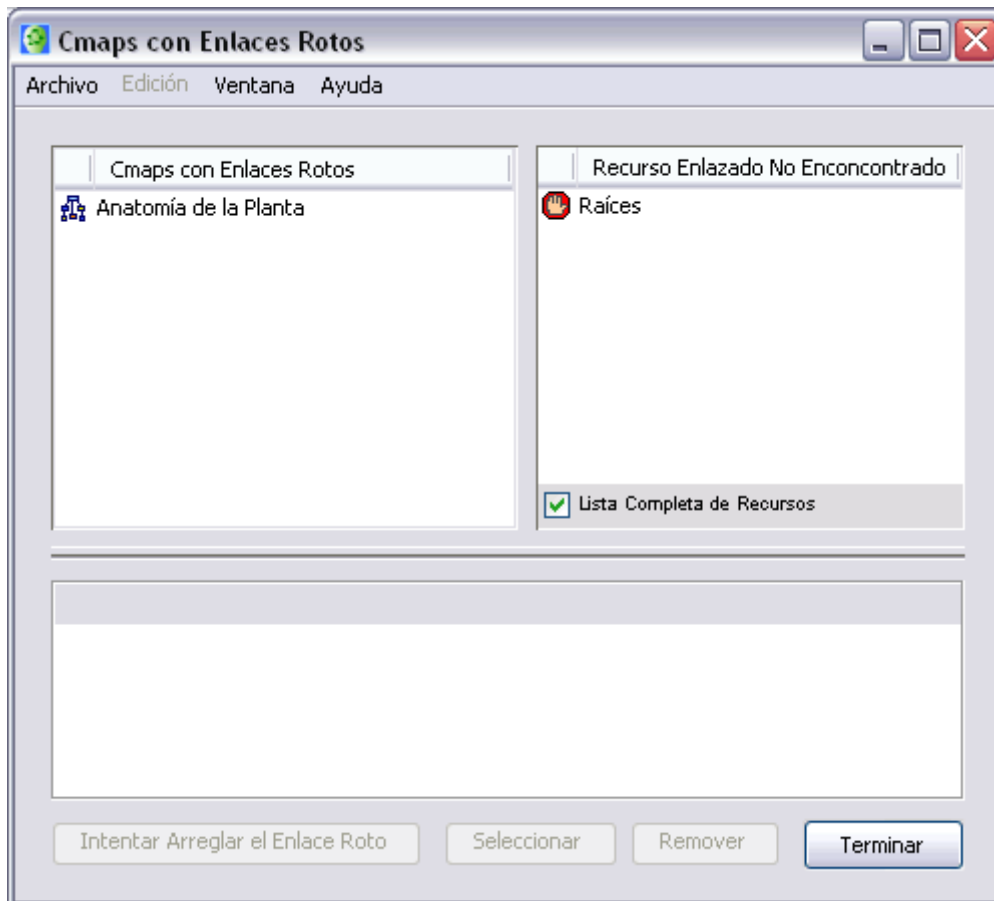 Cmaps con Enlaces Rotos
Archivo Edición Ventana Ayuda
Cmaps con Enlaces Rotos
Anatomía de la Planta
Recurso Enlazado No Enconcontrado
Raíces
Lista Completa de Recursos
Intentar Arreglar el Enlace Roto Seleccionar Remover Terminar